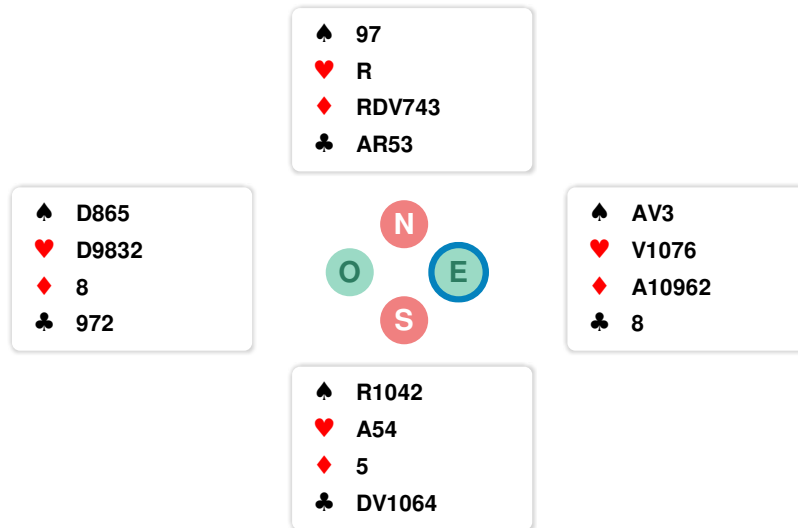 ♠ 97
♥ R
♦ RDV743
♣ AR53
♠ D865
♥ D9832
♦ 8
♣ 972
N
O
E
S
♠ AV3
♥ V1076
♦ A10962
♣ 8
♠ R1042
♥ A54
♦ 5
♣ DV1064